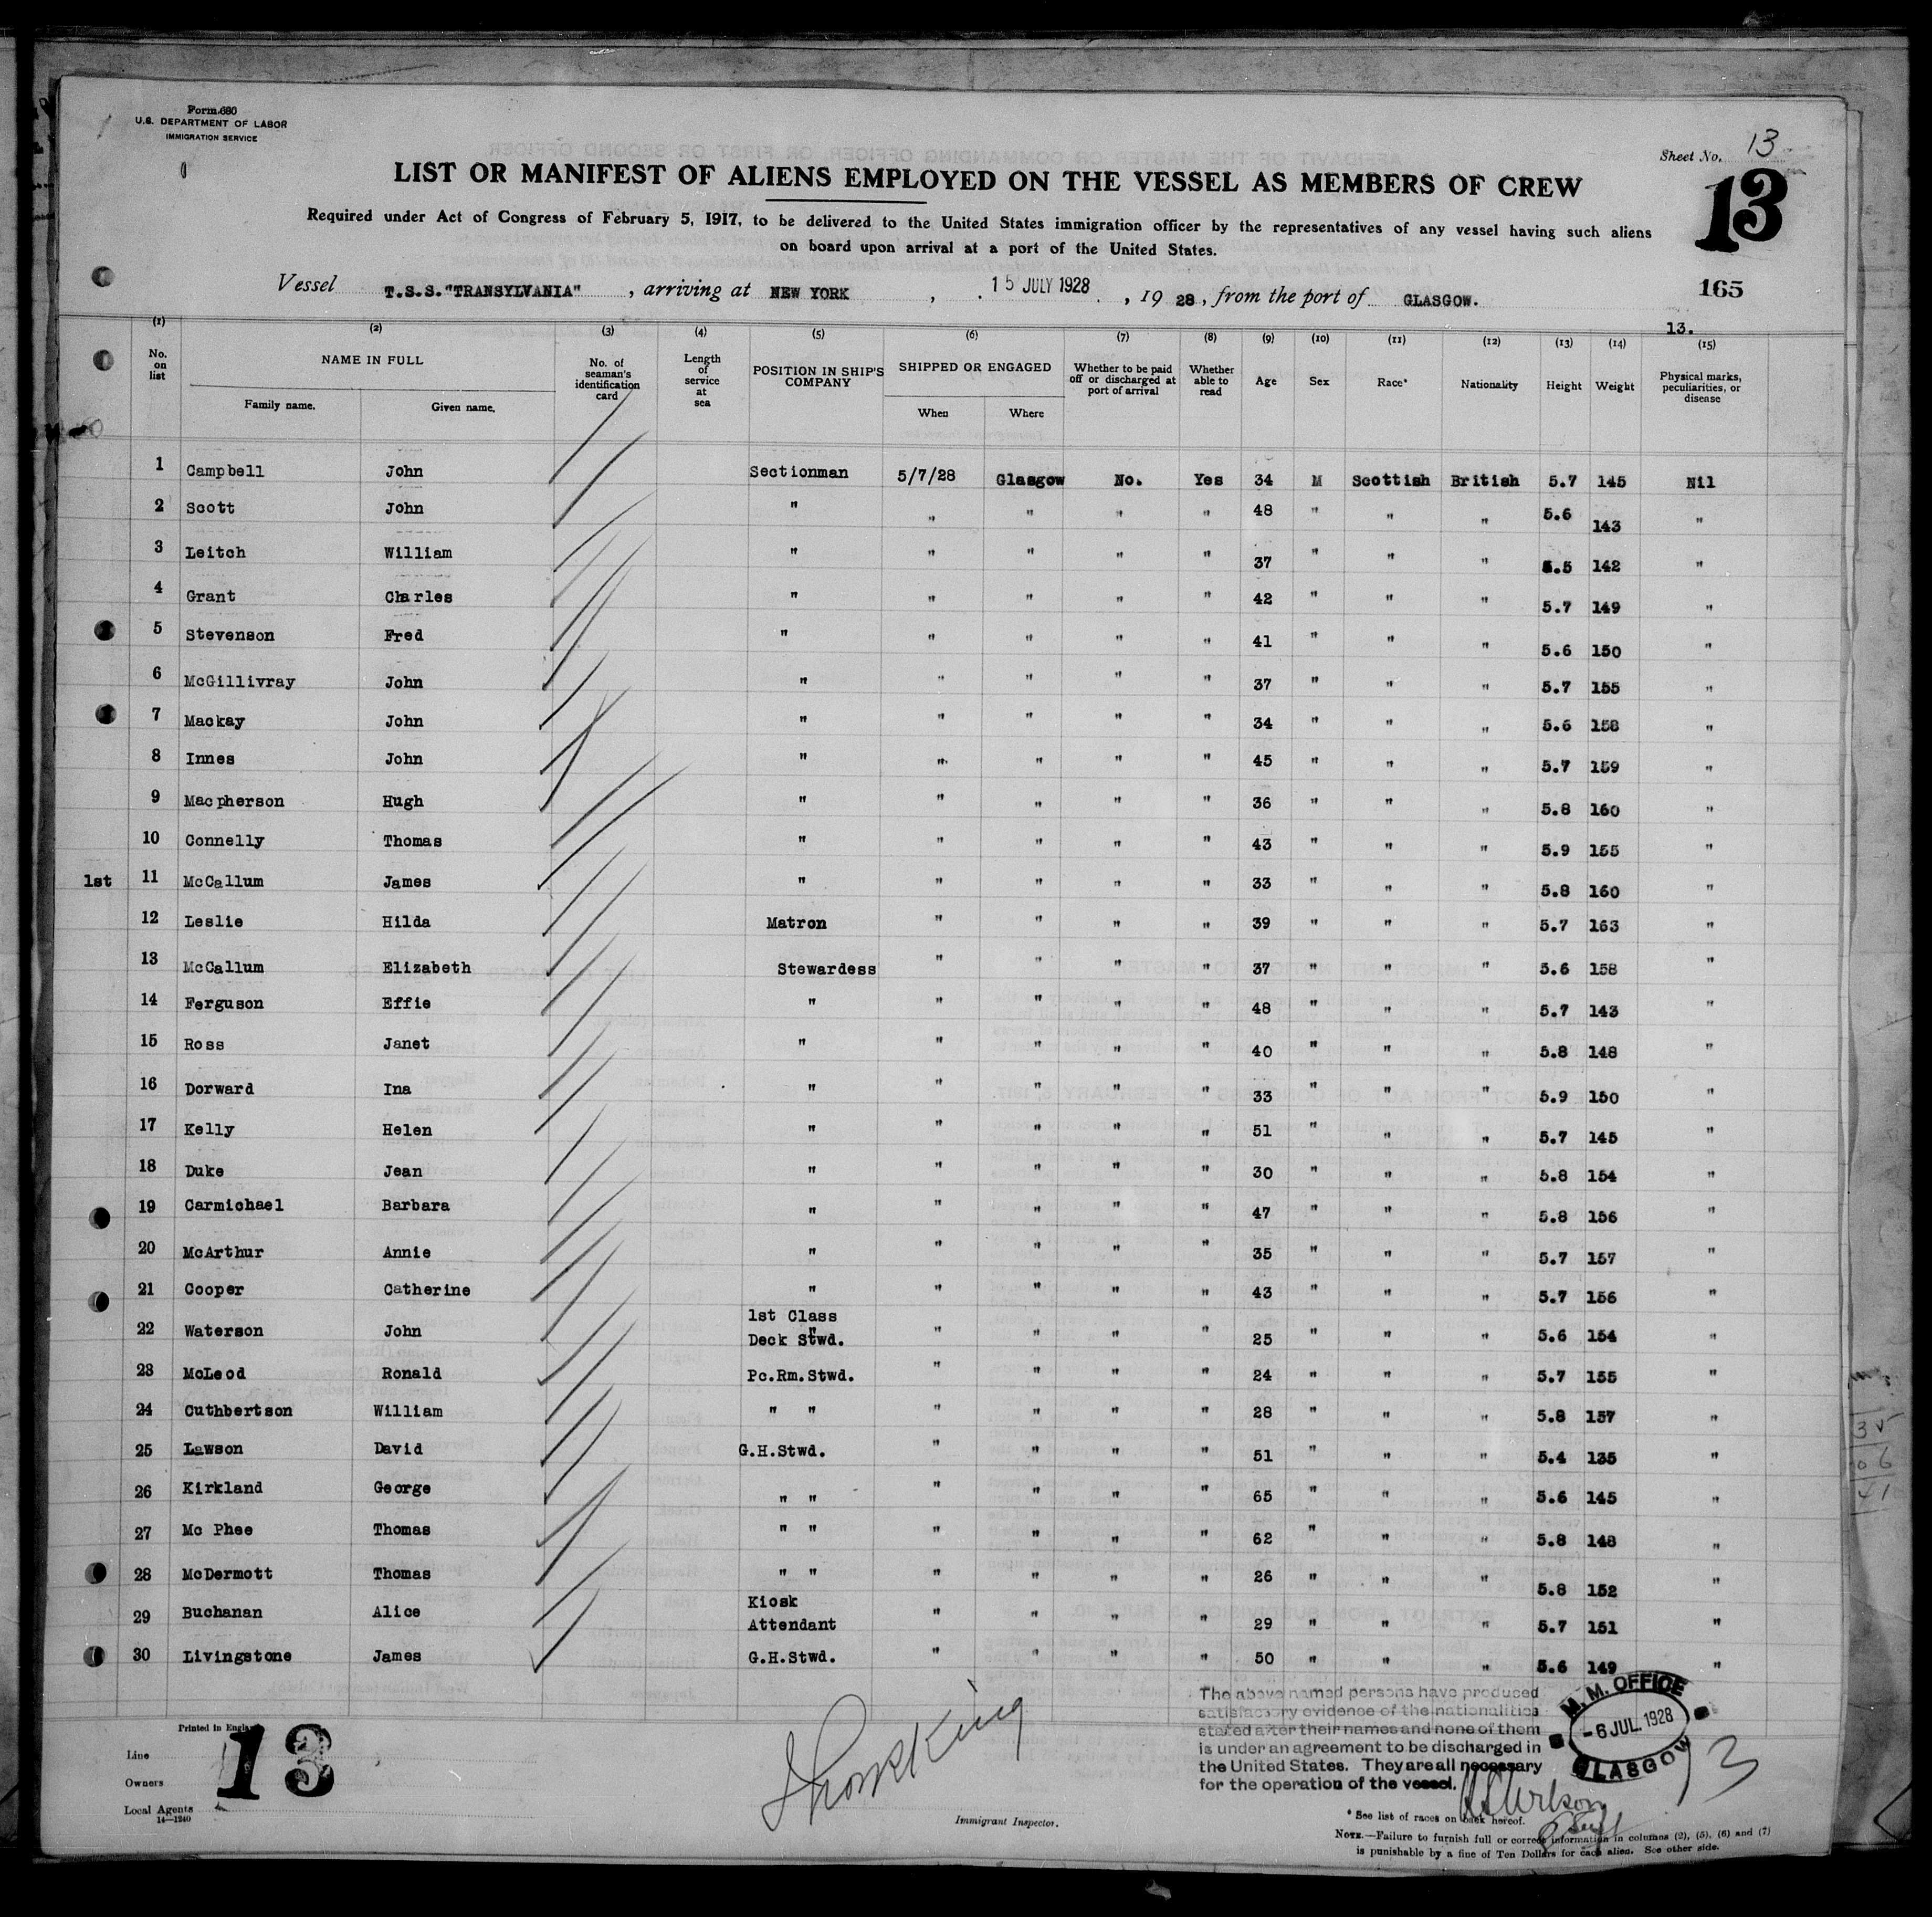 Form 680
U.S. DEPARTMENT OF LABOR
IMMIGRATION SERVICE
Sheet No. 13
13
LIST OR MANIFEST OF ALIENS EMPLOYED ON THE VESSEL AS MEMBERS OF CREW
Required under Act of Congress of February 5, 1917, to be delivered to the United States immigration officer by the representatives of any vessel having such aliens
on board upon arrival at a port of the United States.
Vessel T.S.S."TRANSYLVANIA", arriving at NEW YORK, 15 JULY 1928, 1928, from the port of GLASGOW.
165
13.
(1) (2) (3) (4) (5) (6) (7) (8) (9) (10) (11) (12) (13) (14) (15)
No. on list NAME IN FULL Family name. Given name. No. of seaman's identification card Length of service at sea POSITION IN SHIP'S COMPANY SHIPPED OR ENGAGED When Where Whether to be paid off or discharged at port of arrival Whether able to read Age Sex Race* Nationality Height Weight Physical marks, peculiarities, or disease
1 Campbell John Sectionman 5/7/28 Glasgow No. Yes 34 M Scottish British 5.7 145 Nil
2 Scott John " " " " " 48 " " " 5.6 143 "
3 Leitch William " " " " " 37 " " " 5.5 142 "
4 Grant Charles " " " " " 42 " " " 5.7 149 "
5 Stevenson Fred " " " " " 41 " " " 5.6 150 "
6 McGillivray John " " " " " 37 " " " 5.7 155 "
7 Mackay John " " " " " 34 " " " 5.6 158 "
8 Innes John " " " " " 45 " " " 5.7 159 "
9 Macpherson Hugh " " " " " 36 " " " 5.8 160 "
10 Connelly Thomas " " " " " 43 " " " 5.9 155 "
1st 11 McCallum James " " " " " 33 " " " 5.8 160 "
12 Leslie Hilda Matron " " " " 39 " " " 5.7 163 "
13 McCallum Elizabeth Stewardess " " " " 37 " " " 5.6 158 "
14 Ferguson Effie " " " " " 48 " " " 5.7 143 "
15 Ross Janet " " " " " 40 " " " 5.8 148 "
16 Dorward Ina " " " " " 33 " " " 5.9 150 "
17 Kelly Helen " " " " " 51 " " " 5.7 145 "
18 Duke Jean " " " " " 30 " " " 5.8 154 "
19 Carmichael Barbara " " " " " 47 " " " 5.8 156 "
20 McArthur Annie " " " " " 35 " " " 5.7 157 "
21 Cooper Catherine " " " " " 43 " " " 5.7 156 "
22 Waterson John 1st Class Deck Stwd. " " " " 25 " " " 5.6 154 "
23 McLeod Ronald Pc.Rm.Stwd. " " " " 24 " " " 5.7 155 "
24 Cuthbertson William " " " " " " 28 " " " 5.8 157 "
25 Lawson David G.H.Stwd. " " " " 51 " " " 5.4 135 "
26 Kirkland George " " " " " " 65 " " " 5.6 145 "
27 Mc Phee Thomas " " " " " " 62 " " " 5.8 148 "
28 McDermott Thomas " " " " " " 26 " " " 5.8 152 "
29 Buchanan Alice Kiosk Attendant " " " " 29 " " " 5.7 151 "
30 Livingstone James G.H.Stwd. " " " " 50 " " " 5.6 149 "
The above named persons have produced
satisfactory evidence of the nationalities
stated after their names and none of them
is under an agreement to be discharged in
the United States. They are all necessary
for the operation of the vessel.
M. M. OFFICE
-6 JUL. 1928
GLASGOW
13
Printed in England
13
Line
Owners
Local Agents
14—1240
Immigrant Inspector.
* See list of races on back hereof.
NOTE.—Failure to furnish full or correct information in columns (2), (5), (6) and (7)
is punishable by a fine of Ten Dollars for each alien. See other side.